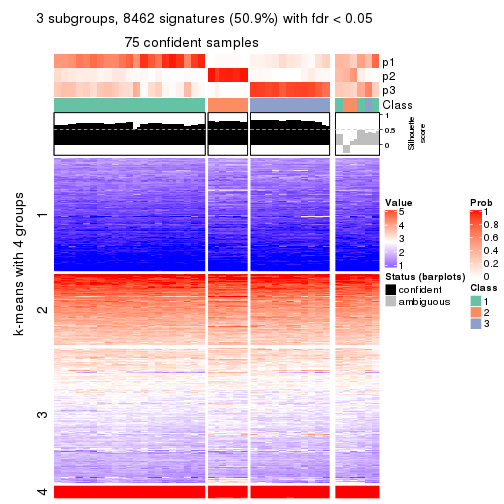 3 subgroups, 8462 signatures (50.9%) with fdr < 0.05
75 confident samples
p1
p2
p3
Class
1
0.5
0
Silhouette
score
k-means with 4 groups
1
2
3
4
Value
5
4
3
2
1
Status (barplots)
confident
ambiguous
Prob
1
0.8
0.6
0.4
0.2
0
Class
1
2
3